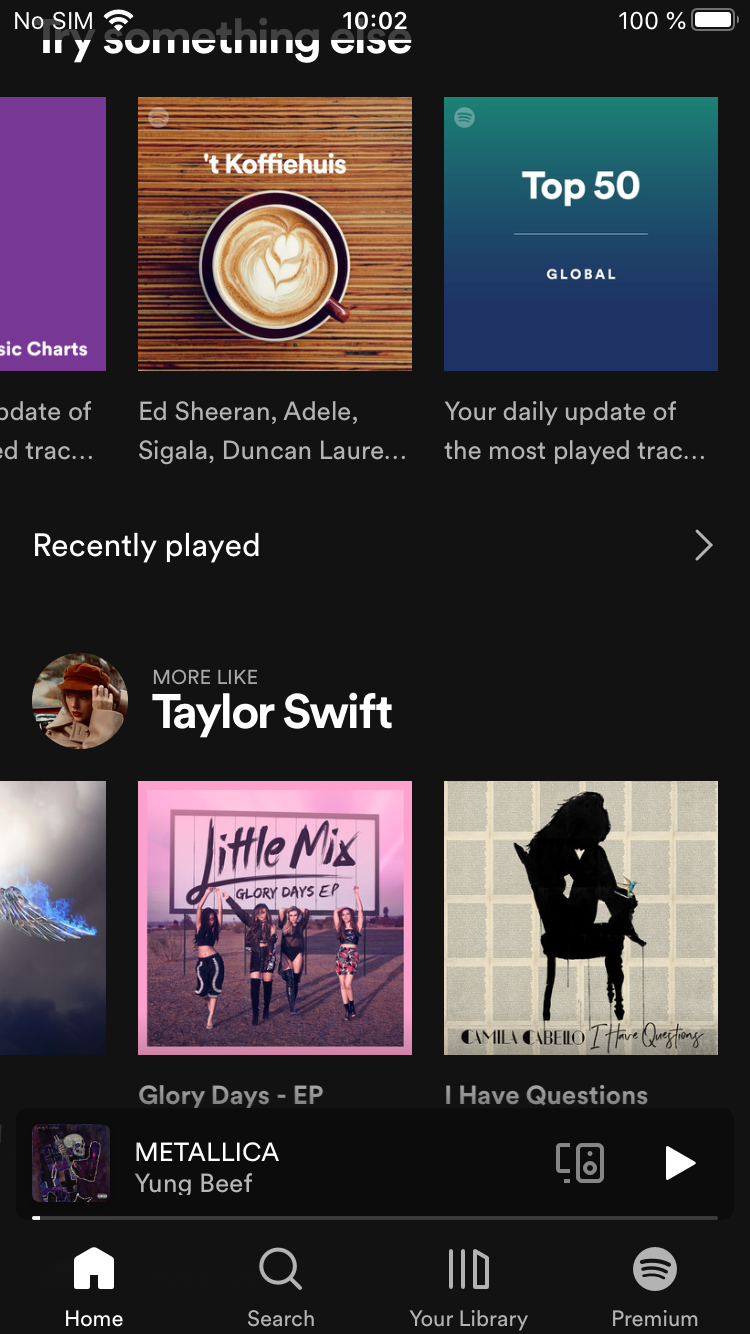 No SIM 10:02 100 %
Try something else
't Koffiehuis
Top 50
GLOBAL
sic Charts
pdate of
ed trac...
Ed Sheeran, Adele,
Sigala, Duncan Laure...
Your daily update of
the most played trac...
Recently played
MORE LIKE
Taylor Swift
Little Mix
GLORY DAYS EP
CAMILA CABELLO I Have Questions
Glory Days - EP
I Have Questions
METALLICA
Yung Beef
Home Search Your Library Premium